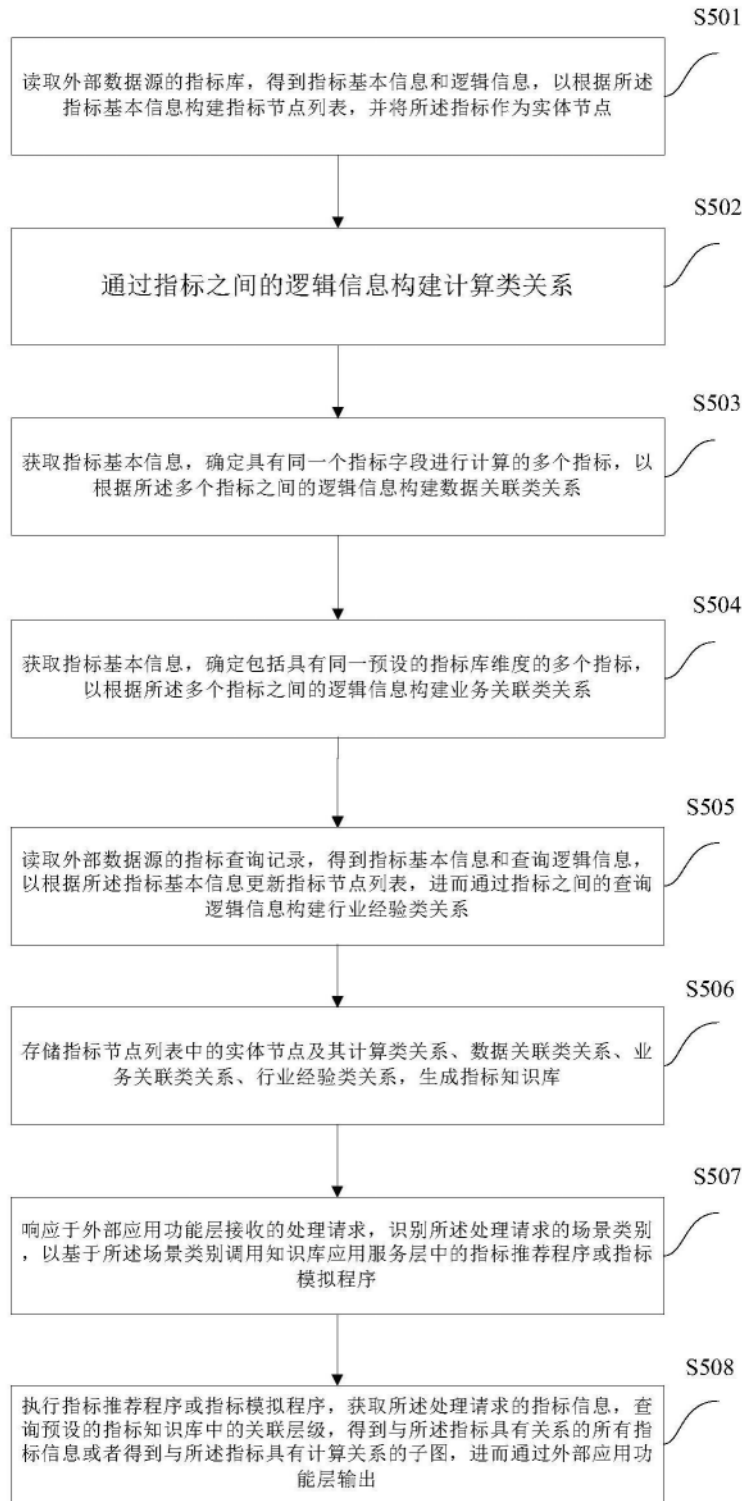 S501
读取外部数据源的指标库，得到指标基本信息和逻辑信息，以根据所述
指标基本信息构建指标节点列表，并将所述指标作为实体节点
S502
通过指标之间的逻辑信息构建计算类关系
S503
获取指标基本信息，确定具有同一个指标字段进行计算的多个指标，以
根据所述多个指标之间的逻辑信息构建数据关联类关系
S504
获取指标基本信息，确定包括具有同一预设的指标库维度的多个指标，
以根据所述多个指标之间的逻辑信息构建业务关联类关系
S505
读取外部数据源的指标查询记录，得到指标基本信息和查询逻辑信息，
以根据所述指标基本信息更新指标节点列表，进而通过指标之间的查询
逻辑信息构建行业经验类关系
S506
存储指标节点列表中的实体节点及其计算类关系、数据关联类关系、业
务关联类关系、行业经验类关系，生成指标知识库
S507
响应于外部应用功能层接收的处理请求，识别所述处理请求的场景类别
，以基于所述场景类别调用知识库应用服务层中的指标推荐程序或指标
模拟程序
S508
执行指标推荐程序或指标模拟程序，获取所述处理请求的指标信息，查
询预设的指标知识库中的关联层级，得到与所述指标具有关系的所有指
标信息或者得到与所述指标具有计算关系的子图，进而通过外部应用功
能层输出